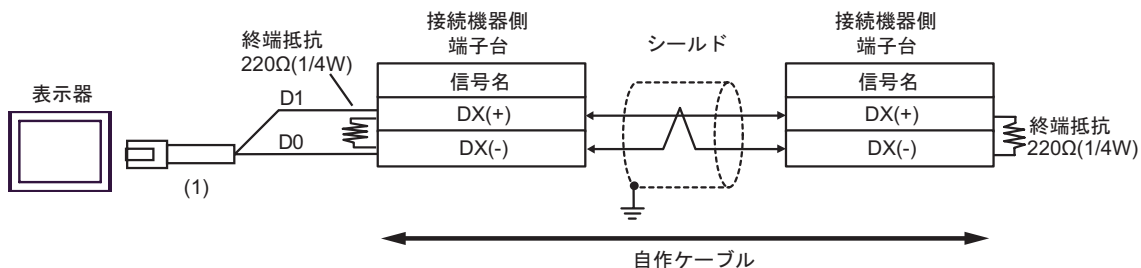 接続機器側
端子台
シールド
接続機器側
端子台
終端抵抗
220Ω(1/4W)
表示器
D1
D0
(1)
信号名
DX(+)
DX(-)
信号名
DX(+)
DX(-)
終端抵抗
220Ω(1/4W)
自作ケーブル